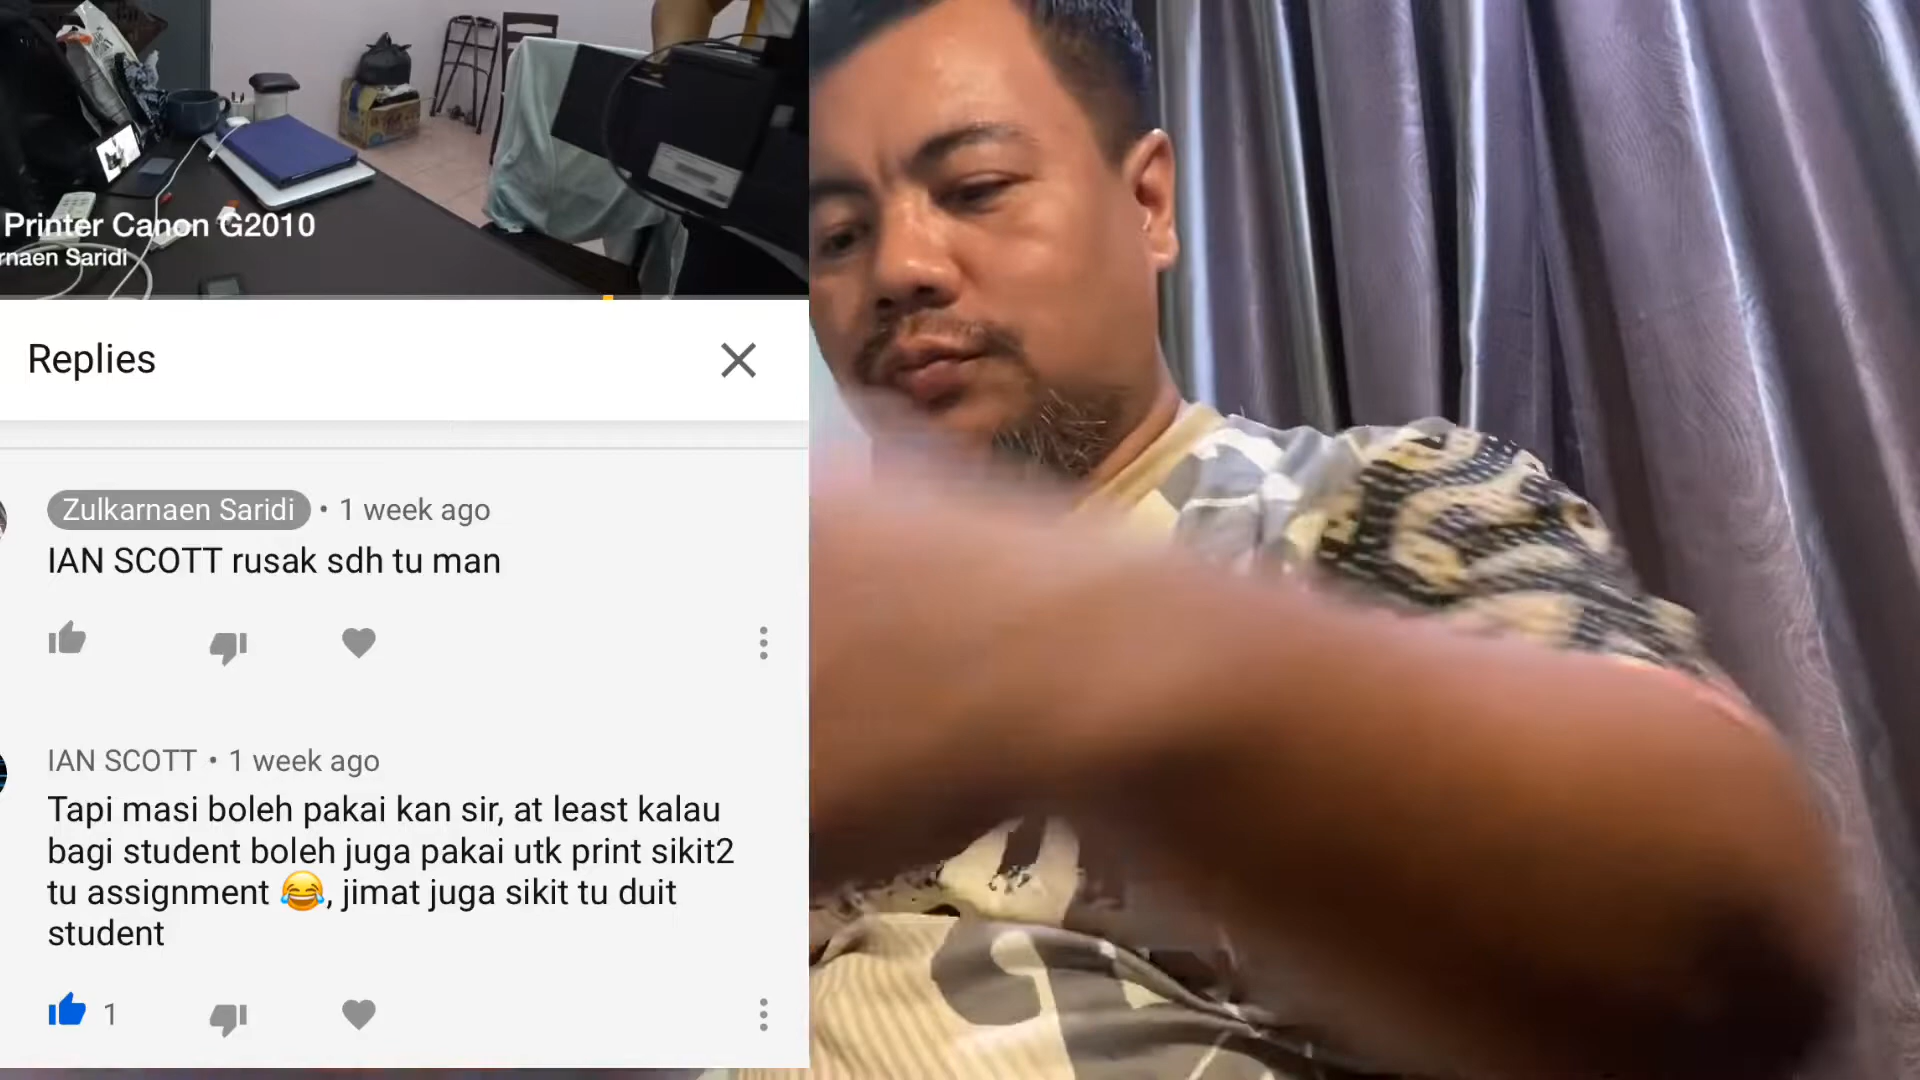 Printer Canon G2010
rnaen Saridi
Replies
Zulkarnaen Saridi • 1 week ago
IAN SCOTT rusak sdh tu man
IAN SCOTT • 1 week ago
Tapi masi boleh pakai kan sir, at least kalau
bagi student boleh juga pakai utk print sikit2
tu assignment 😂, jimat juga sikit tu duit
student
1